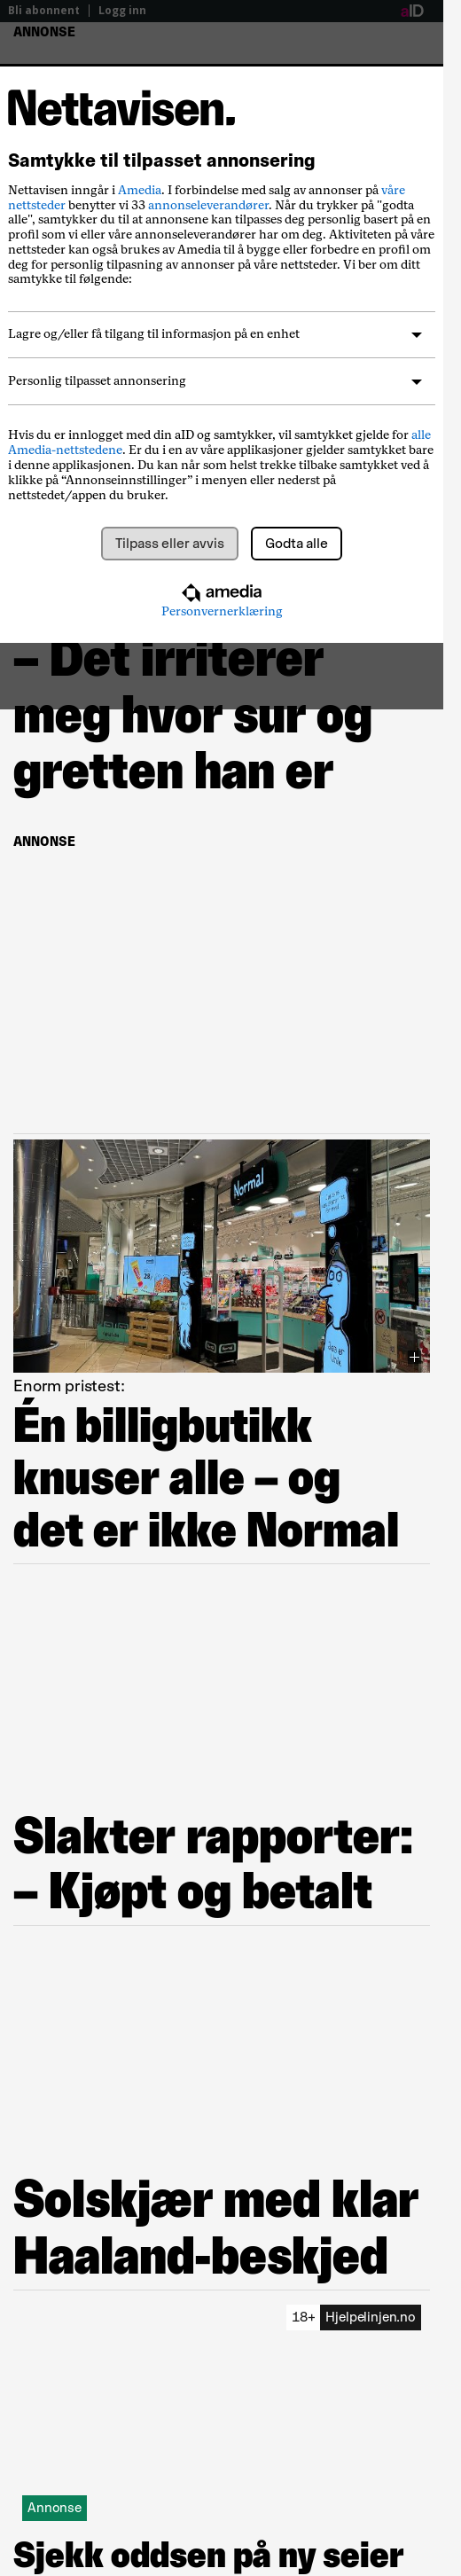 Bli abonnent | Logg inn
aID
ANNONSE
Nettavisen.
Samtykke til tilpasset annonsering
Nettavisen inngår i Amedia. I forbindelse med salg av annonser på våre
nettsteder benytter vi 33 annonseleverandører. Når du trykker på "godta
alle", samtykker du til at annonsene kan tilpasses deg personlig basert på en
profil som vi eller våre annonseleverandører har om deg. Aktiviteten på våre
nettsteder kan også brukes av Amedia til å bygge eller forbedre en profil om
deg for personlig tilpasning av annonser på våre nettsteder. Vi ber om ditt
samtykke til følgende:
Lagre og/eller få tilgang til informasjon på en enhet
Personlig tilpasset annonsering
Hvis du er innlogget med din aID og samtykker, vil samtykket gjelde for alle
Amedia-nettstedene. Er du i en av våre applikasjoner gjelder samtykket bare
i denne applikasjonen. Du kan når som helst trekke tilbake samtykket ved å
klikke på “Annonseinnstillinger” i menyen eller nederst på
nettstedet/appen du bruker.
Tilpass eller avvis
Godta alle
amedia
Personvernerklæring
– Det irriterer
meg hvor sur og
gretten han er
ANNONSE
Normal
28
Enorm pristest:
Én billigbutikk
knuser alle – og
det er ikke Normal
Slakter rapporter:
– Kjøpt og betalt
Solskjær med klar
Haaland-beskjed
18+ Hjelpelinjen.no
Annonse
Sjekk oddsen på ny seier